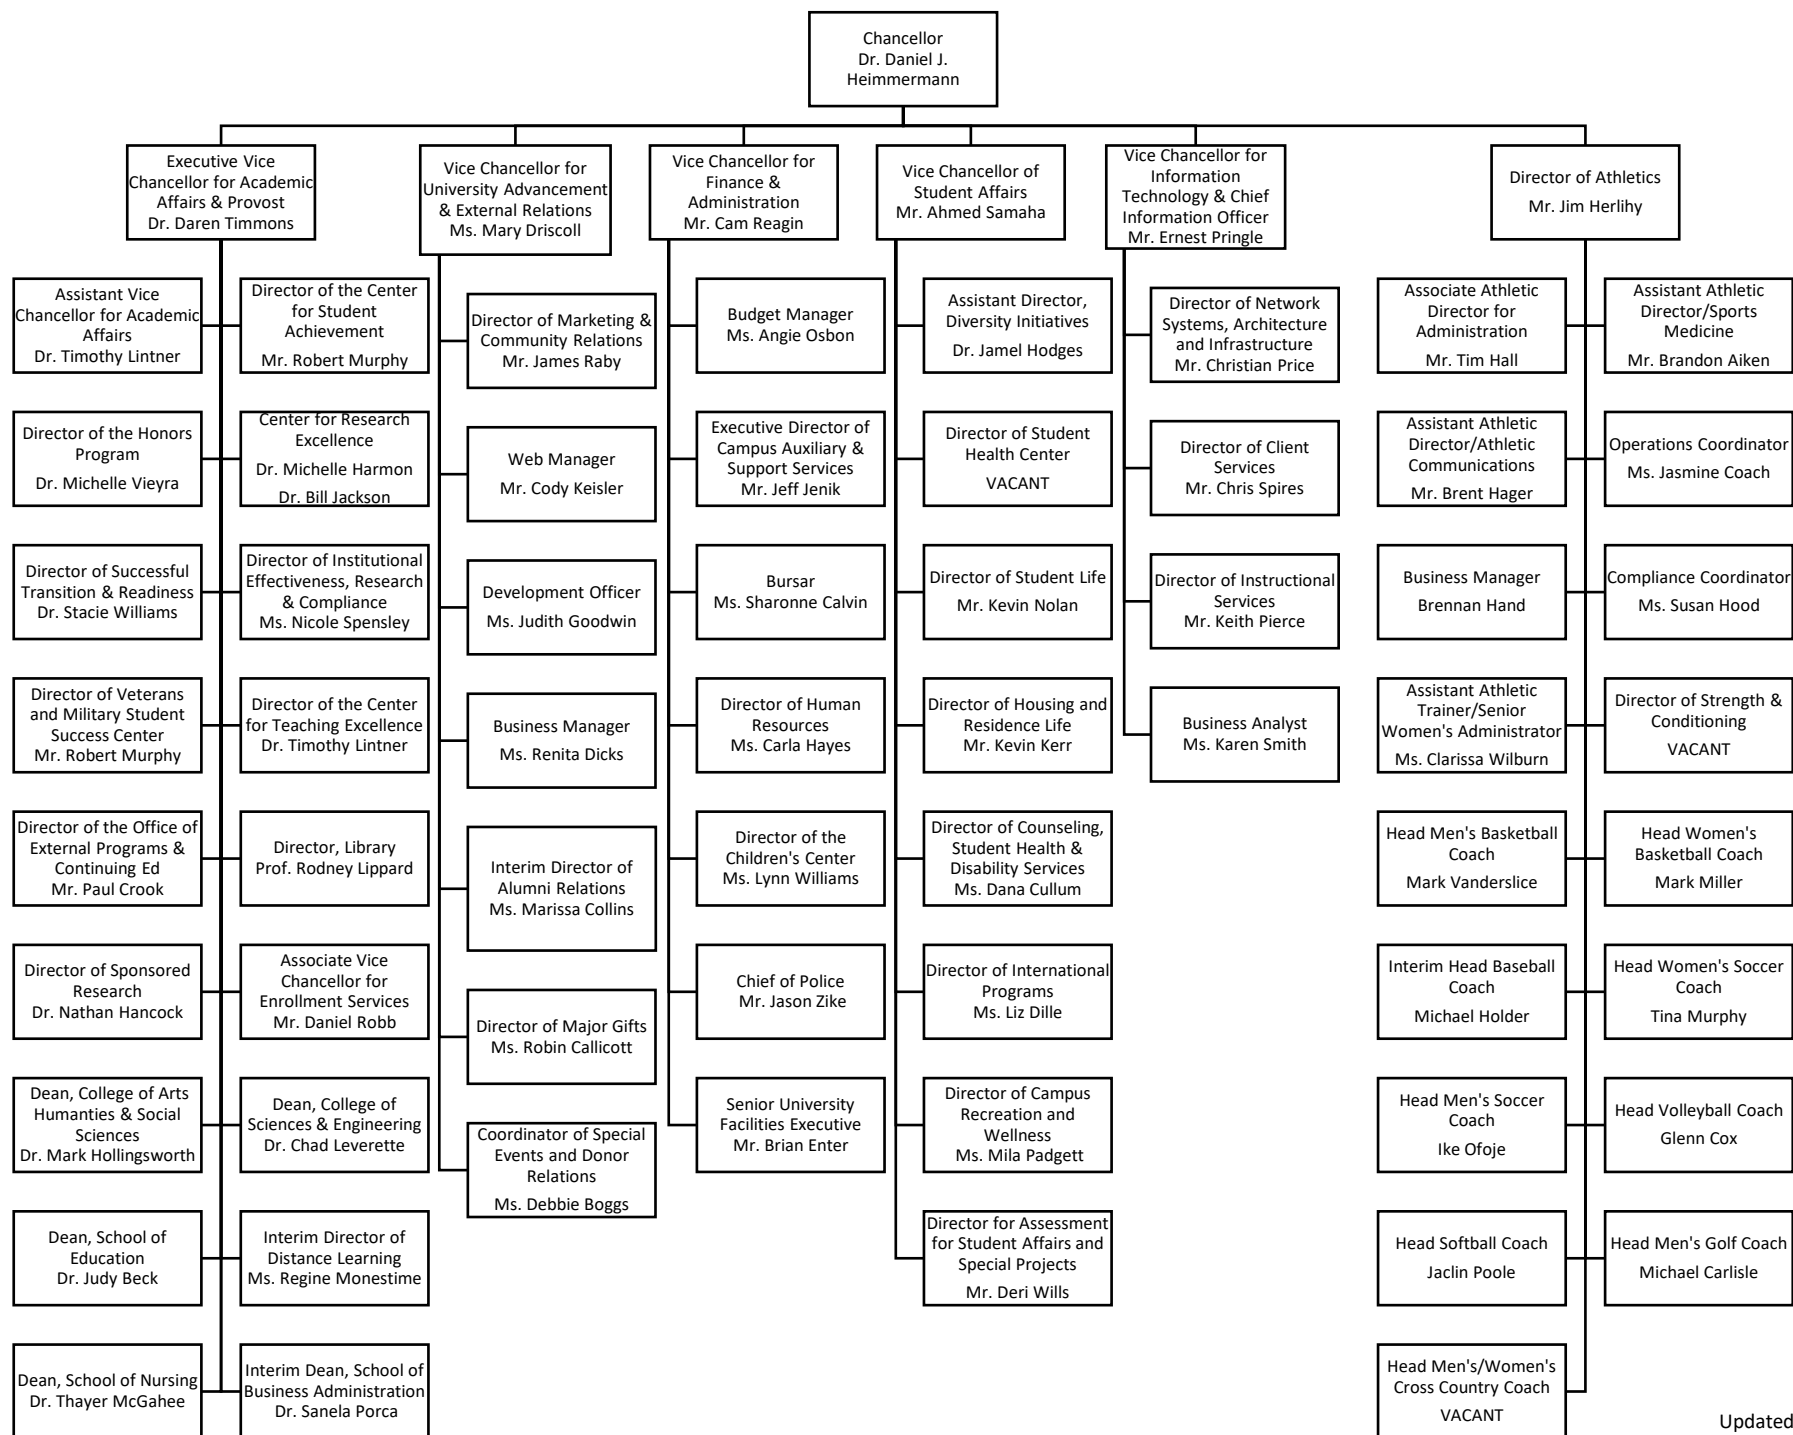 Chancellor
Dr. Daniel J.
Heimmermann
Executive Vice
Chancellor for Academic
Affairs & Provost
Dr. Daren Timmons
Vice Chancellor for
University Advancement
& External Relations
Ms. Mary Driscoll
Vice Chancellor for
Finance &
Administration
Mr. Cam Reagin
Vice Chancellor of
Student Affairs
Mr. Ahmed Samaha
Vice Chancellor for
Information
Technology & Chief
Information Officer
Mr. Ernest Pringle
Director of Athletics
Mr. Jim Herlihy
Assistant Vice
Chancellor for Academic
Affairs
Dr. Timothy Lintner
Director of the Center
for Student
Achievement
Mr. Robert Murphy
Director of the Honors
Program
Dr. Michelle Vieyra
Center for Research
Excellence
Dr. Michelle Harmon
Dr. Bill Jackson
Director of Successful
Transition & Readiness
Dr. Stacie Williams
Director of Institutional
Effectiveness, Research
& Compliance
Ms. Nicole Spensley
Director of Veterans
and Military Student
Success Center
Mr. Robert Murphy
Director of the Center
for Teaching Excellence
Dr. Timothy Lintner
Director of the Office of
External Programs &
Continuing Ed
Mr. Paul Crook
Director, Library
Prof. Rodney Lippard
Director of Sponsored
Research
Dr. Nathan Hancock
Associate Vice
Chancellor for
Enrollment Services
Mr. Daniel Robb
Dean, College of Arts
Humanties & Social
Sciences
Dr. Mark Hollingsworth
Dean, College of
Sciences & Engineering
Dr. Chad Leverette
Dean, School of
Education
Dr. Judy Beck
Interim Director of
Distance Learning
Ms. Regine Monestime
Dean, School of Nursing
Dr. Thayer McGahee
Interim Dean, School of
Business Administration
Dr. Sanela Porca
Director of Marketing &
Community Relations
Mr. James Raby
Web Manager
Mr. Cody Keisler
Development Officer
Ms. Judith Goodwin
Business Manager
Ms. Renita Dicks
Interim Director of
Alumni Relations
Ms. Marissa Collins
Director of Major Gifts
Ms. Robin Callicott
Coordinator of Special
Events and Donor
Relations
Ms. Debbie Boggs
Budget Manager
Ms. Angie Osbon
Executive Director of
Campus Auxiliary &
Support Services
Mr. Jeff Jenik
Bursar
Ms. Sharonne Calvin
Director of Human
Resources
Ms. Carla Hayes
Director of the
Children's Center
Ms. Lynn Williams
Chief of Police
Mr. Jason Zike
Senior University
Facilities Executive
Mr. Brian Enter
Assistant Director,
Diversity Initiatives
Dr. Jamel Hodges
Director of Student
Health Center
VACANT
Director of Student Life
Mr. Kevin Nolan
Director of Housing and
Residence Life
Mr. Kevin Kerr
Director of Counseling,
Student Health &
Disability Services
Ms. Dana Cullum
Director of International
Programs
Ms. Liz Dille
Director of Campus
Recreation and
Wellness
Ms. Mila Padgett
Director for Assessment
for Student Affairs and
Special Projects
Mr. Deri Wills
Director of Network
Systems, Architecture
and Infrastructure
Mr. Christian Price
Director of Client
Services
Mr. Chris Spires
Director of Instructional
Services
Mr. Keith Pierce
Business Analyst
Ms. Karen Smith
Associate Athletic
Director for
Administration
Mr. Tim Hall
Assistant Athletic
Director/Sports
Medicine
Mr. Brandon Aiken
Assistant Athletic
Director/Athletic
Communications
Mr. Brent Hager
Operations Coordinator
Ms. Jasmine Coach
Business Manager
Brennan Hand
Compliance Coordinator
Ms. Susan Hood
Assistant Athletic
Trainer/Senior
Women's Administrator
Ms. Clarissa Wilburn
Director of Strength &
Conditioning
VACANT
Head Men's Basketball
Coach
Mark Vanderslice
Head Women's
Basketball Coach
Mark Miller
Interim Head Baseball
Coach
Michael Holder
Head Women's Soccer
Coach
Tina Murphy
Head Men's Soccer
Coach
Ike Ofoje
Head Volleyball Coach
Glenn Cox
Head Softball Coach
Jaclin Poole
Head Men's Golf Coach
Michael Carlisle
Head Men's/Women's
Cross Country Coach
VACANT
Updated